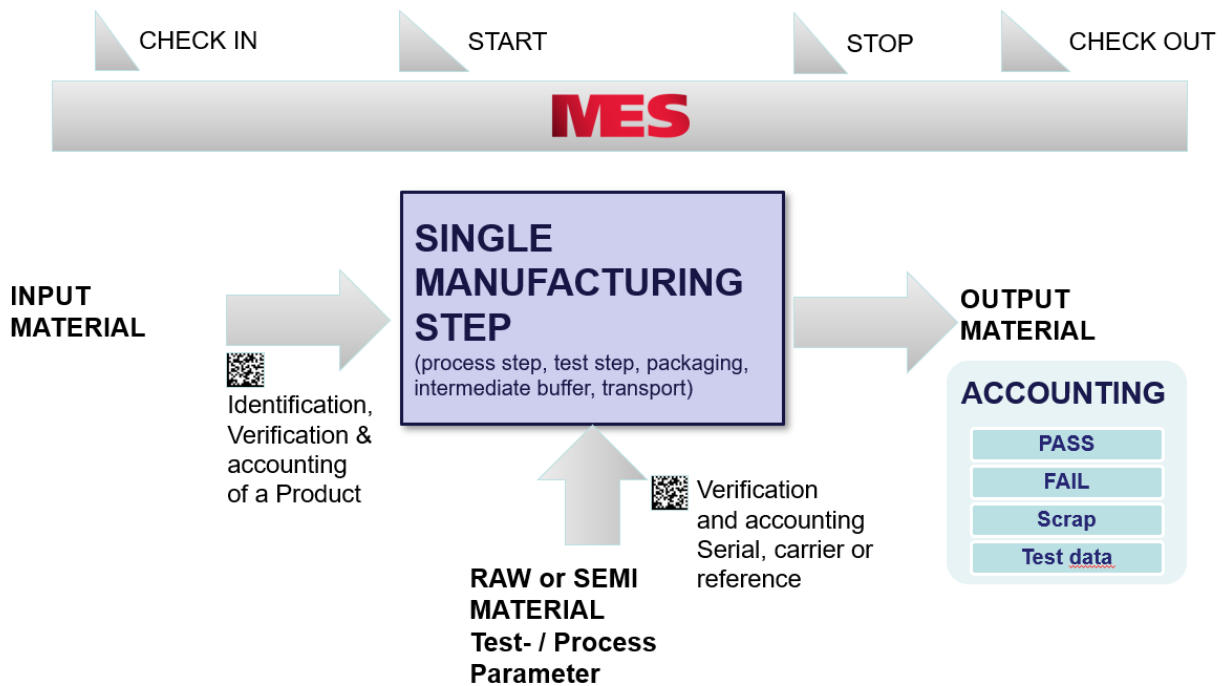 CHECK IN
START
STOP
CHECK OUT
MES
SINGLE
MANUFACTURING
STEP
(process step, test step, packaging,
intermediate buffer, transport)
INPUT
MATERIAL
Identification,
Verification &
accounting
of a Product
OUTPUT
MATERIAL
ACCOUNTING
PASS
FAIL
Scrap
Test data
Verification
and accounting
Serial, carrier or
reference
RAW or SEMI
MATERIAL
Test- / Process
Parameter